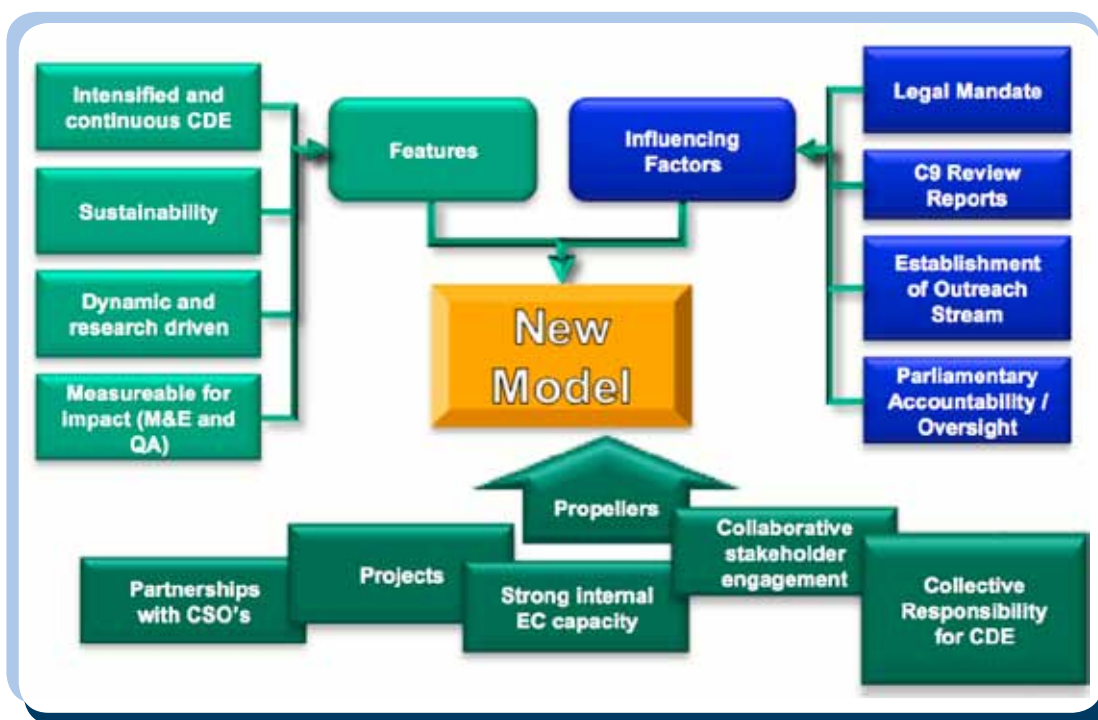 Intensified and
continuous CDE
Sustainability
Dynamic and
research driven
Measureable for
impact (M&E and
QA)
Features
Influencing
Factors
Legal Mandate
C9 Review
Reports
Establishment
of Outreach
Stream
Parliamentary
Accountability /
Oversight
New
Model
Propellers
Partnerships
with CSO's
Projects
Strong internal
EC capacity
Collaborative
stakeholder
engagement
Collective
Responsibility
for CDE